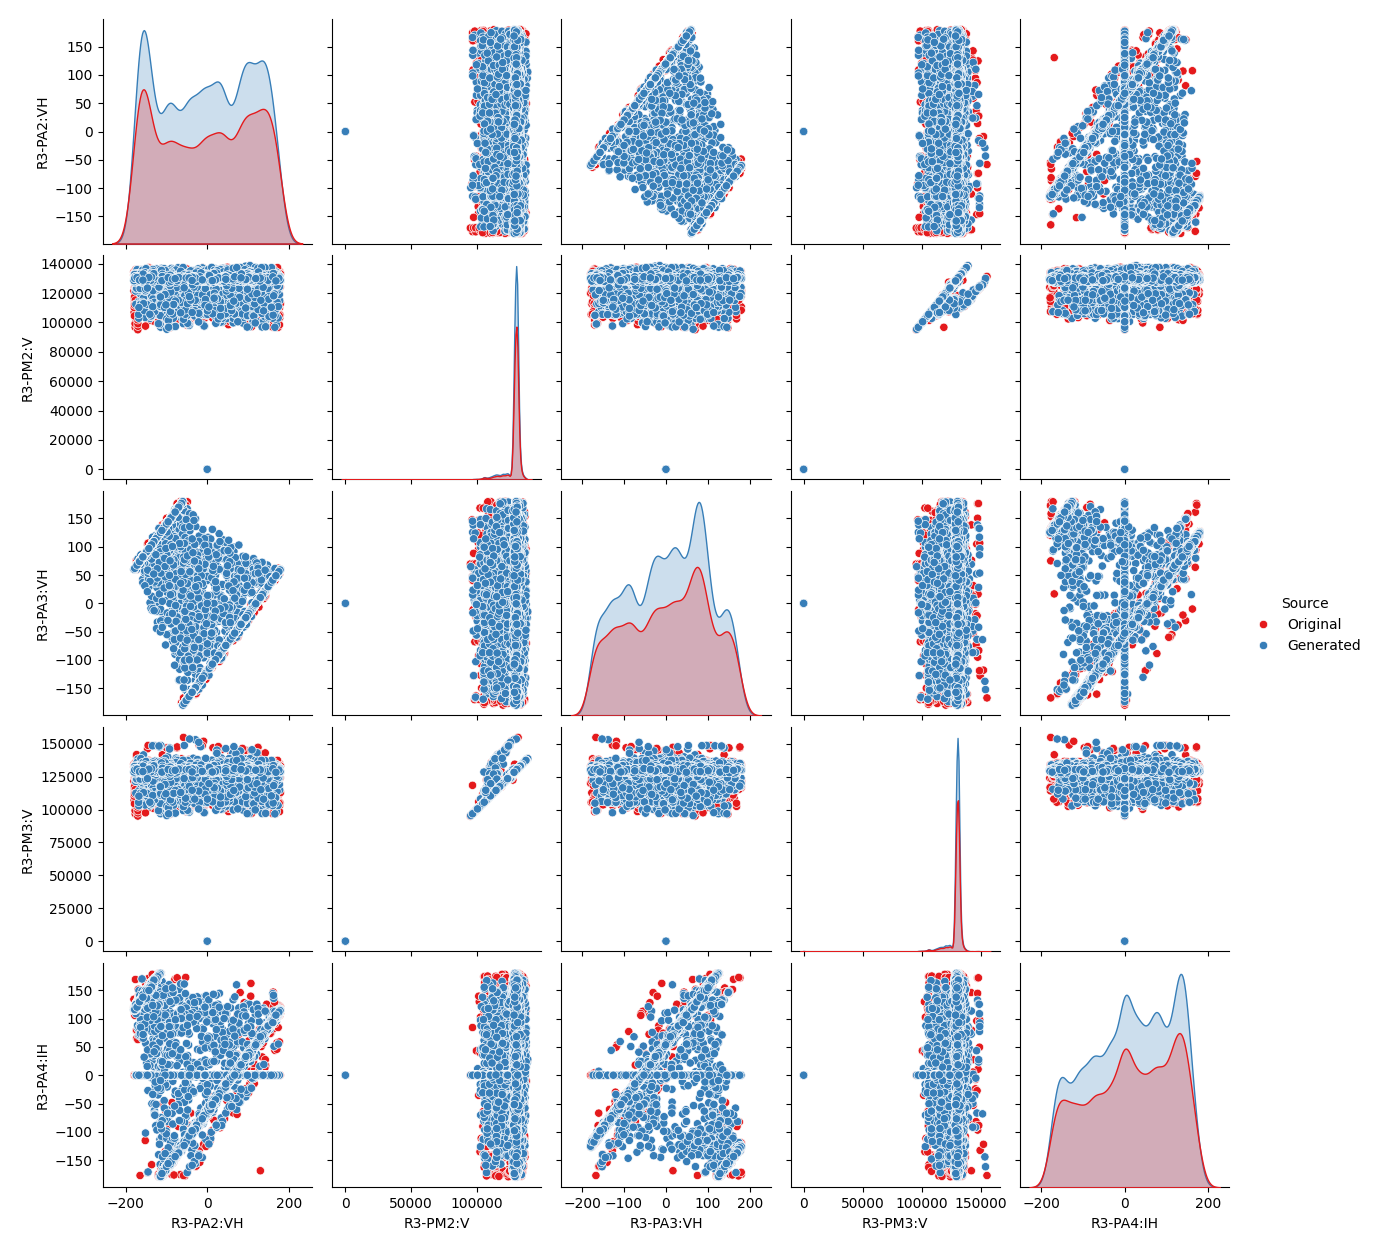 150
100
50
0
−50
−100
−150
R3-PA2:VH
140000
120000
100000
80000
60000
40000
20000
0
R3-PM2:V
150
100
50
0
−50
−100
−150
R3-PA3:VH
Source
Original
Generated
150000
125000
100000
75000
50000
25000
0
R3-PM3:V
150
100
50
0
−50
−100
−150
R3-PA4:IH
−200 0 200
R3-PA2:VH
0 50000 100000
R3-PM2:V
−200 −100 0 100 200
R3-PA3:VH
0 50000 100000 150000
R3-PM3:V
−200 0 200
R3-PA4:IH